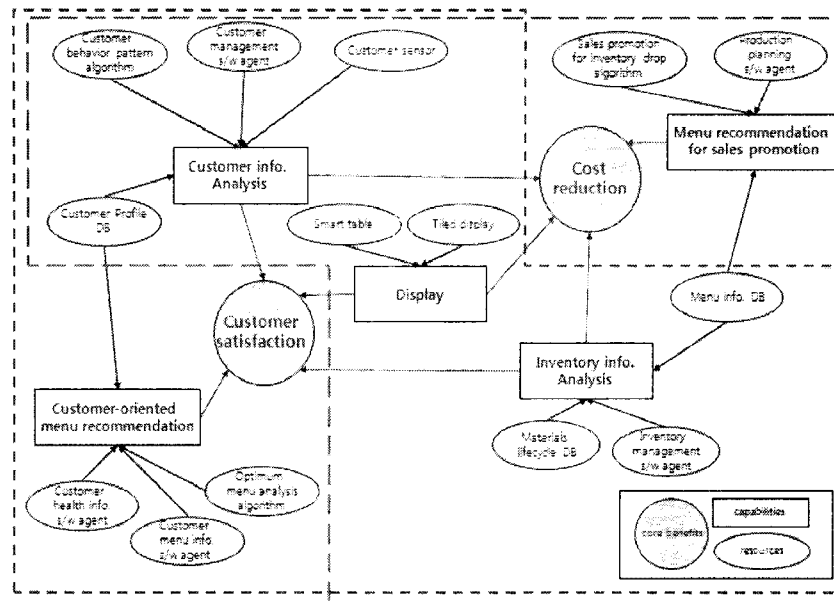 Customer
behavior pattern
algorithm
Customer
management
s/w agent
Customer sensor
Sales promotion
for inventory drop
algorithm
Production
planning
s/w agent
Customer info.
Analysis
Cost
reduction
Menu recommendation
for sales promotion
Customer Profile
DB
Smart table
Tiled display
Display
Menu info. DB
Customer
satisfaction
Inventory info.
Analysis
Customer-oriented
menu recommendation
Materials
lifecycle DB
Inventory
management
s/w agent
Customer
health info.
s/w agent
Customer
menu info.
s/w agent
Optimum
menu analysis
algorithm
core benefits
capabilities
resources